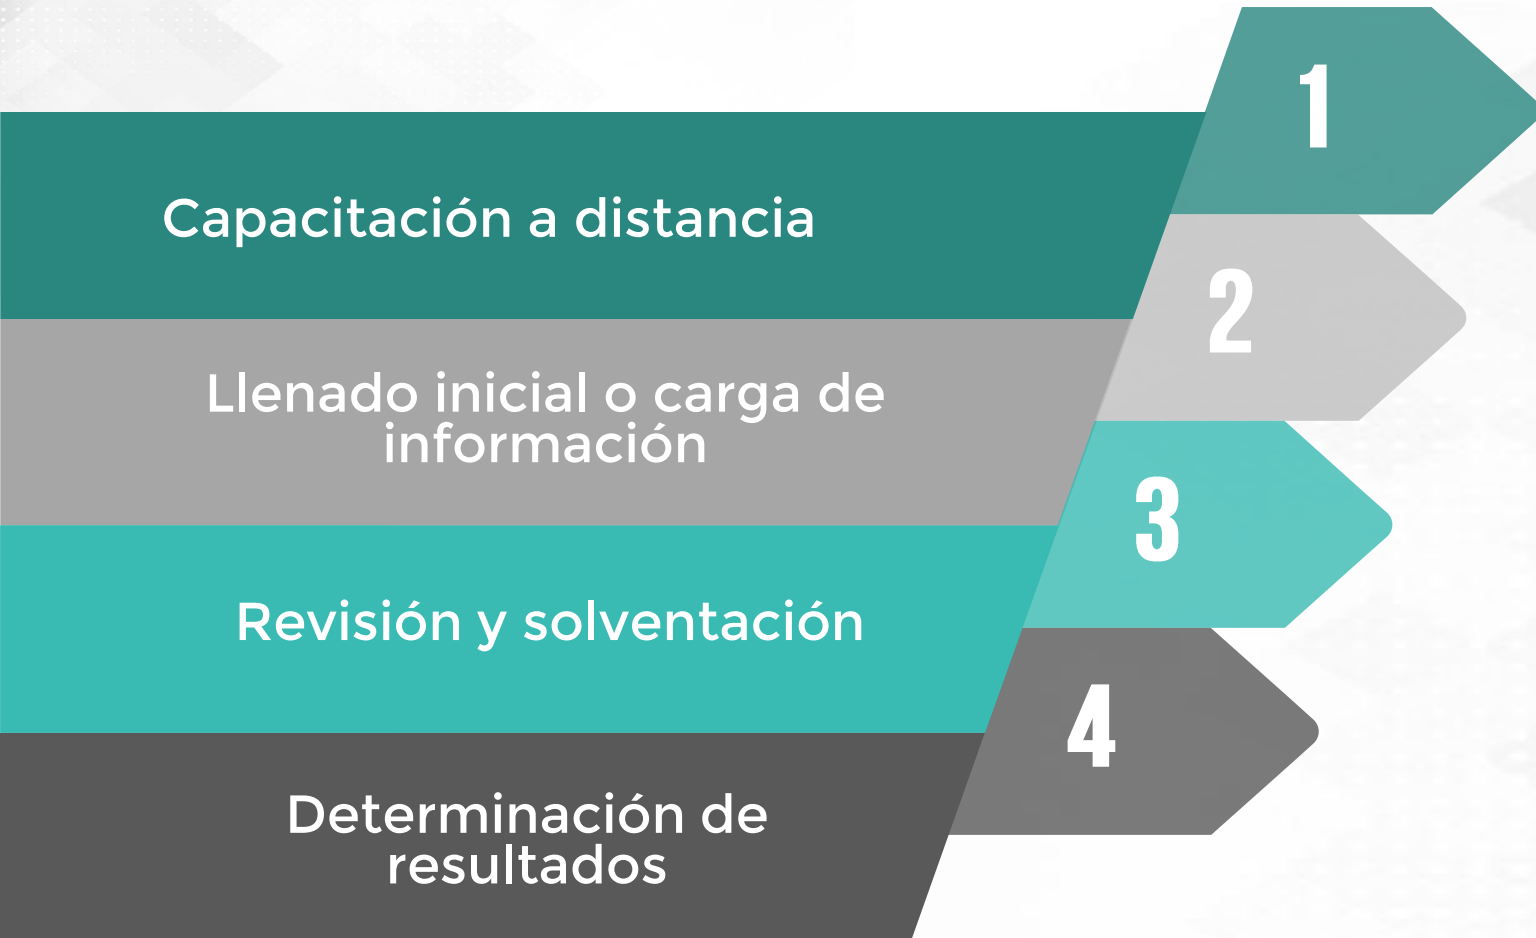 1
Capacitación a distancia
2
Llenado inicial o carga de
información
3
Revisión y solventación
4
Determinación de
resultados